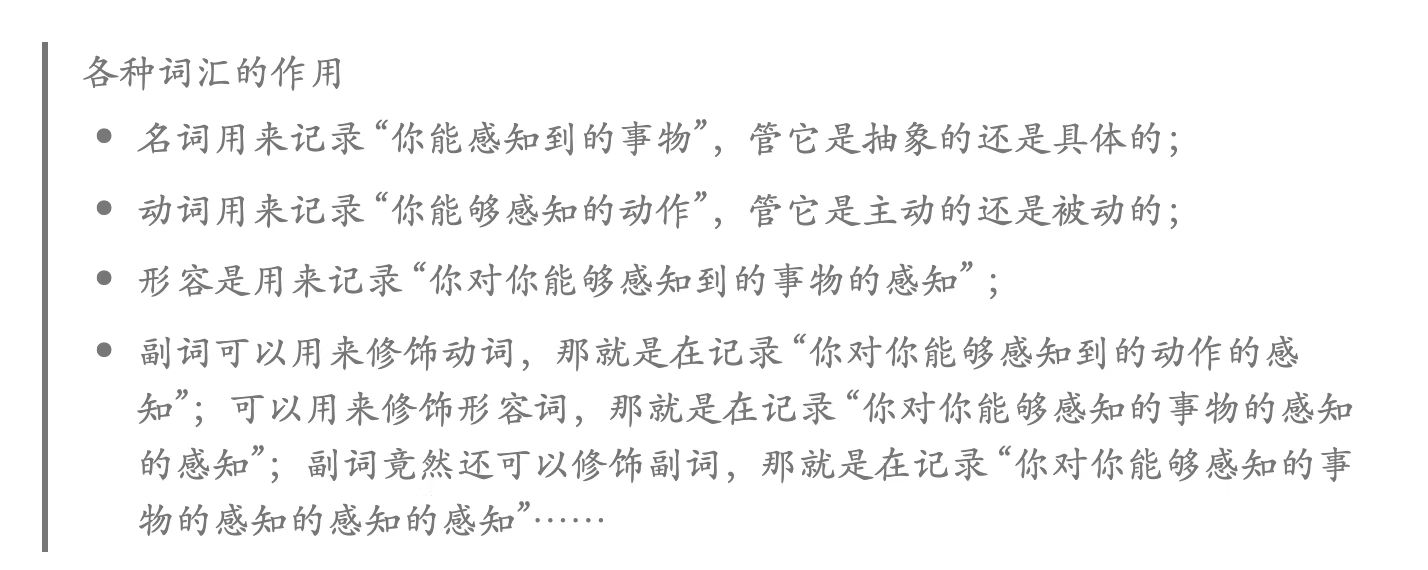 各种词汇的作用
• 名词用来记录“你能感知到的事物”，管它是抽象的还是具体的；
• 动词用来记录“你能够感知的动作”，管它是主动的还是被动的；
• 形容是用来记录“你对你能够感知到的事物的感知”；
• 副词可以用来修饰动词，那就是在记录“你对你能够感知到的动作的感
知”；可以用来修饰形容词，那就是在记录“你对你能够感知的事物的感知
的感知”；副词竟然还可以修饰副词，那就是在记录“你对你能够感知的事
物的感知的感知的感知”……